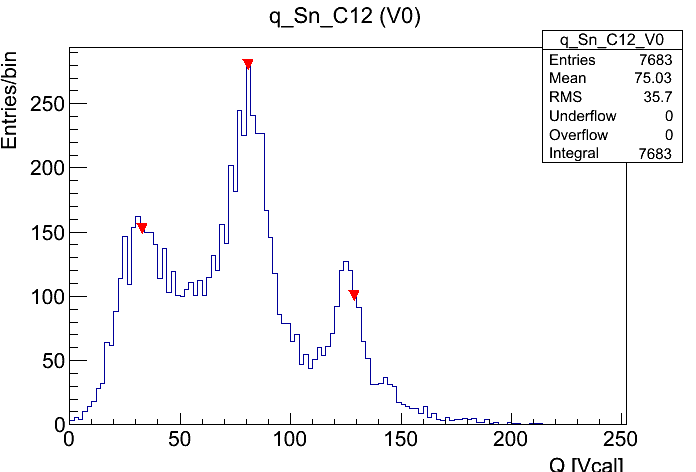 q_Sn_C12 (V0)
q_Sn_C12_V0
Entries 7683
Mean 75.03
RMS 35.7
Underflow 0
Overflow 0
Integral 7683
Entries/bin
250
200
150
100
50
0
0 50 100 150 200 250
Q [Vcal]